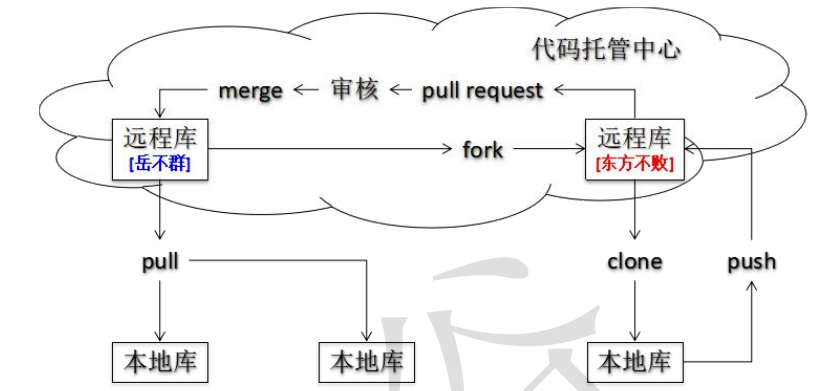 代码托管中心
merge
审核
pull request
远程库
[岳不群]
fork
远程库
[东方不败]
pull
clone
push
本地库
本地库
本地库